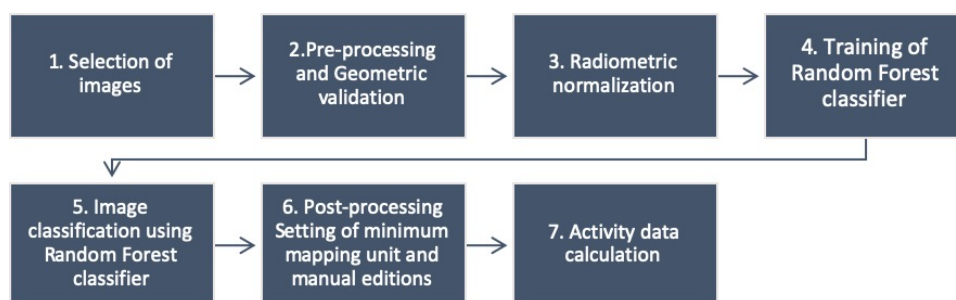 1. Selection of
images
2.Pre-processing
and Geometric
validation
3. Radiometric
normalization
4. Training of
Random Forest
classifier
5. Image
classification using
Random Forest
classifier
6. Post-processing
Setting of minimum
mapping unit and
manual editions
7. Activity data
calculation